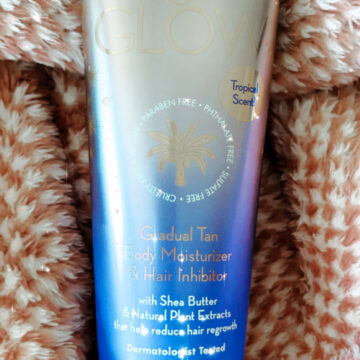 GLOW
Tropical
Scent
PARABEN FREE • PHTHALATE FREE • SULFATE FREE • CRUELTY
Gradual Tan
Body Moisturizer
& Hair Inhibitor
with Shea Butter
& Natural Plant Extracts
that help reduce hair regrowth
Dermatologist Tested